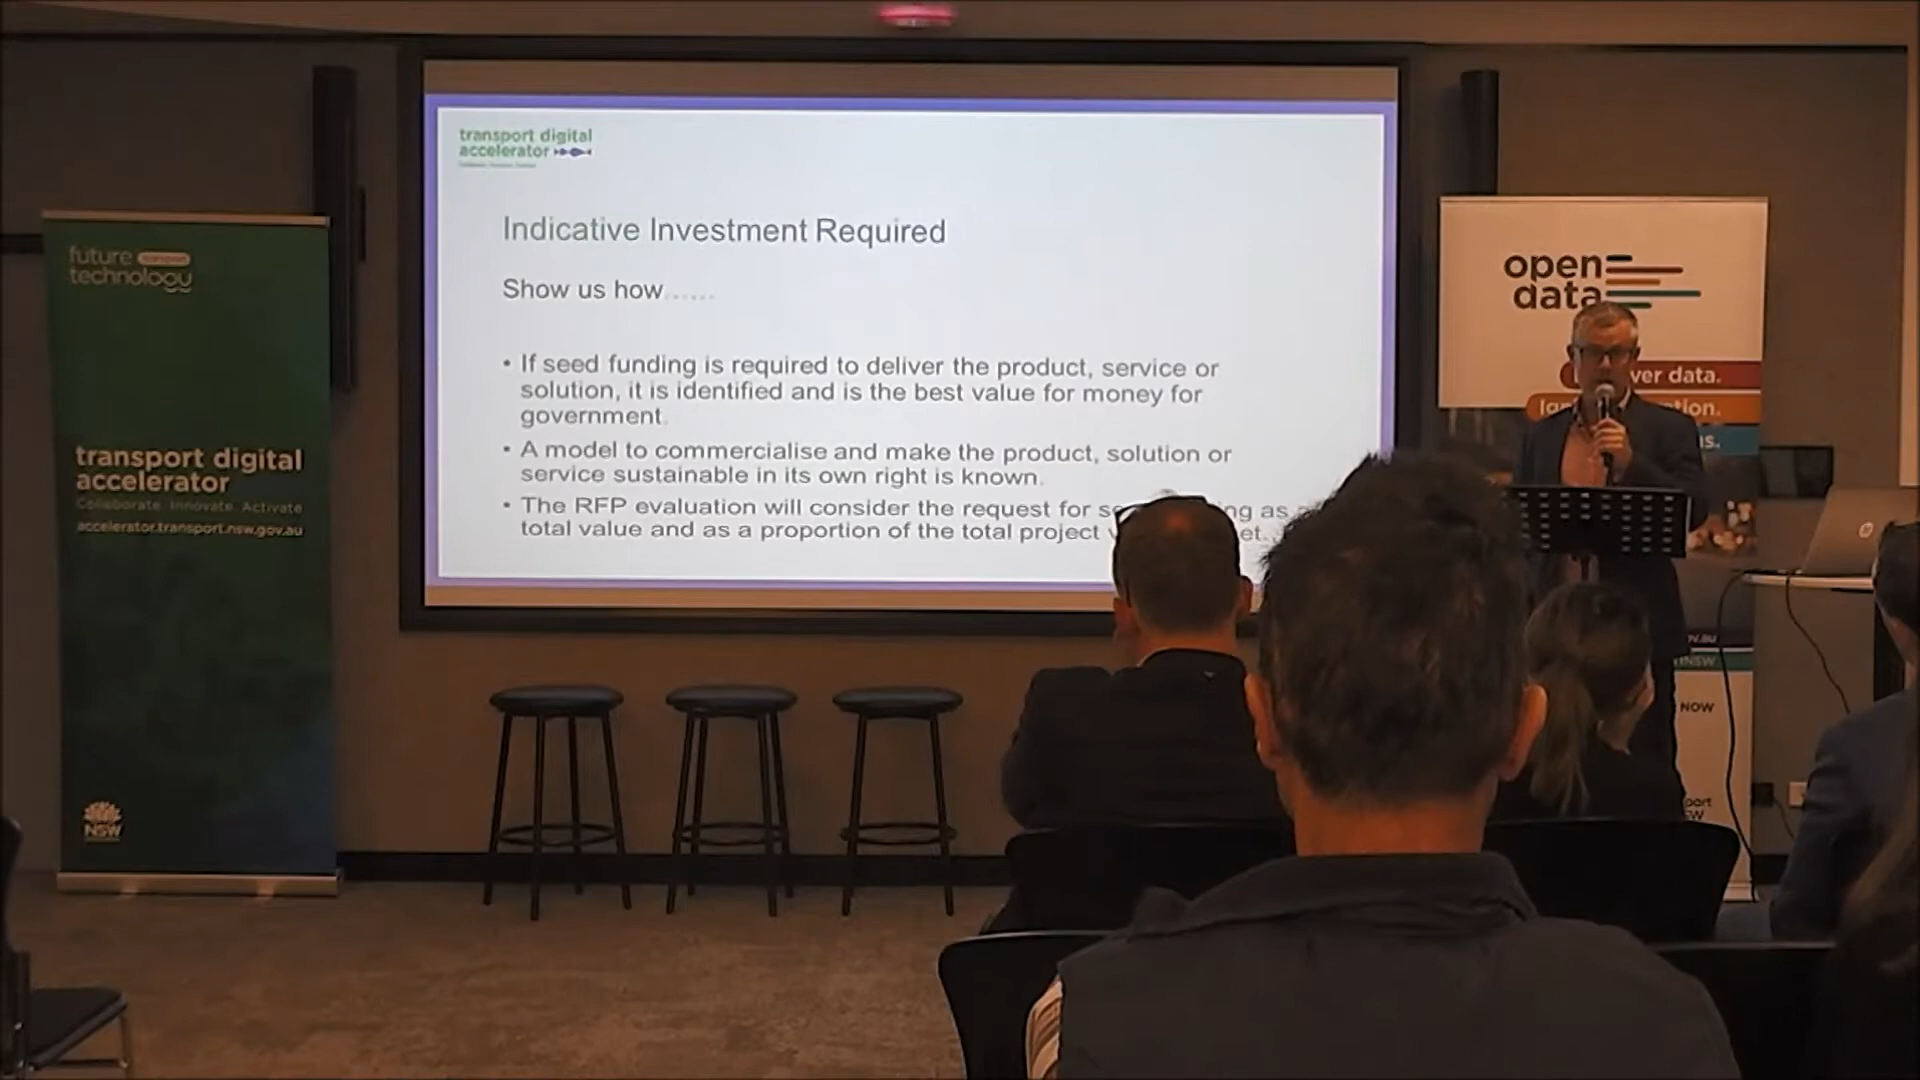 transport digital
accelerator
Indicative Investment Required
Show us how......
• If seed funding is required to deliver the product, service or
solution, it is identified and is the best value for money for
government.
• A model to commercialise and make the product, solution or
service sustainable in its own right is known.
• The RFP evaluation will consider the request for as
total value and as a proportion of the total project
future transport
technology
transport digital
accelerator
Collaborate. Innovate. Activate
accelerator.transport.nsw.gov.au
NSW
open
data
data.
NOW